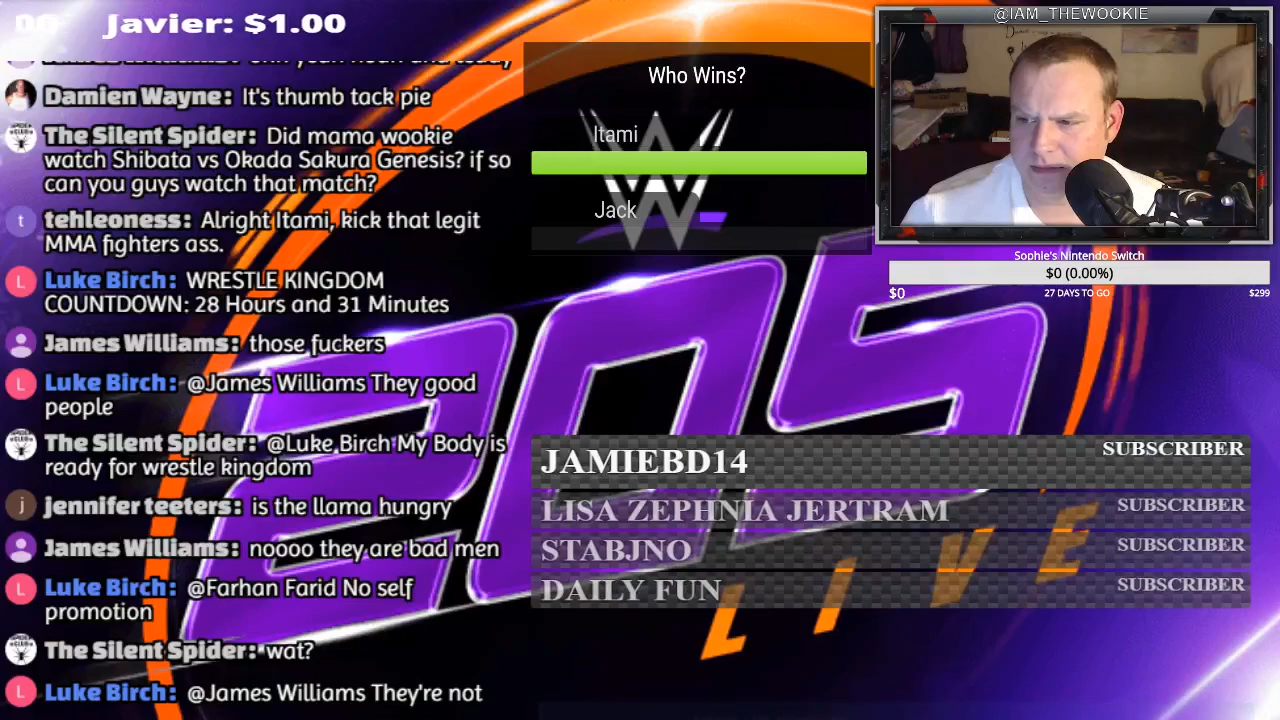 Javier: $1.00
Damien Wayne: It's thumb tack pie
The Silent Spider: Did mama wookie
watch Shibata vs Okada Sakura Genesis? if so
can you guys watch that match?
tehleoness: Alright Itami, kick that legit
MMA fighters ass.
Luke Birch: WRESTLE KINGDOM
COUNTDOWN: 28 Hours and 31 Minutes
James Williams: those fuckers
Luke Birch: @James Williams They good
people
The Silent Spider: @Luke Birch My Body is
ready for wrestle kingdom
jennifer teeters: is the llama hungry
James Williams: noooo they are bad men
Luke Birch: @Farhan Farid No self
promotion
The Silent Spider: wat?
Luke Birch: @James Williams They're not
Who Wins?
Itami
Jack
@IAM_THEWOOKIE
Sophie's Nintendo Switch
$0 (0.00%)
$0 27 DAYS TO GO $299
205
LIVE
JAMIEBD14 SUBSCRIBER
LISA ZEPHNIA JERTRAM SUBSCRIBER
STABJNO SUBSCRIBER
DAILY FUN SUBSCRIBER